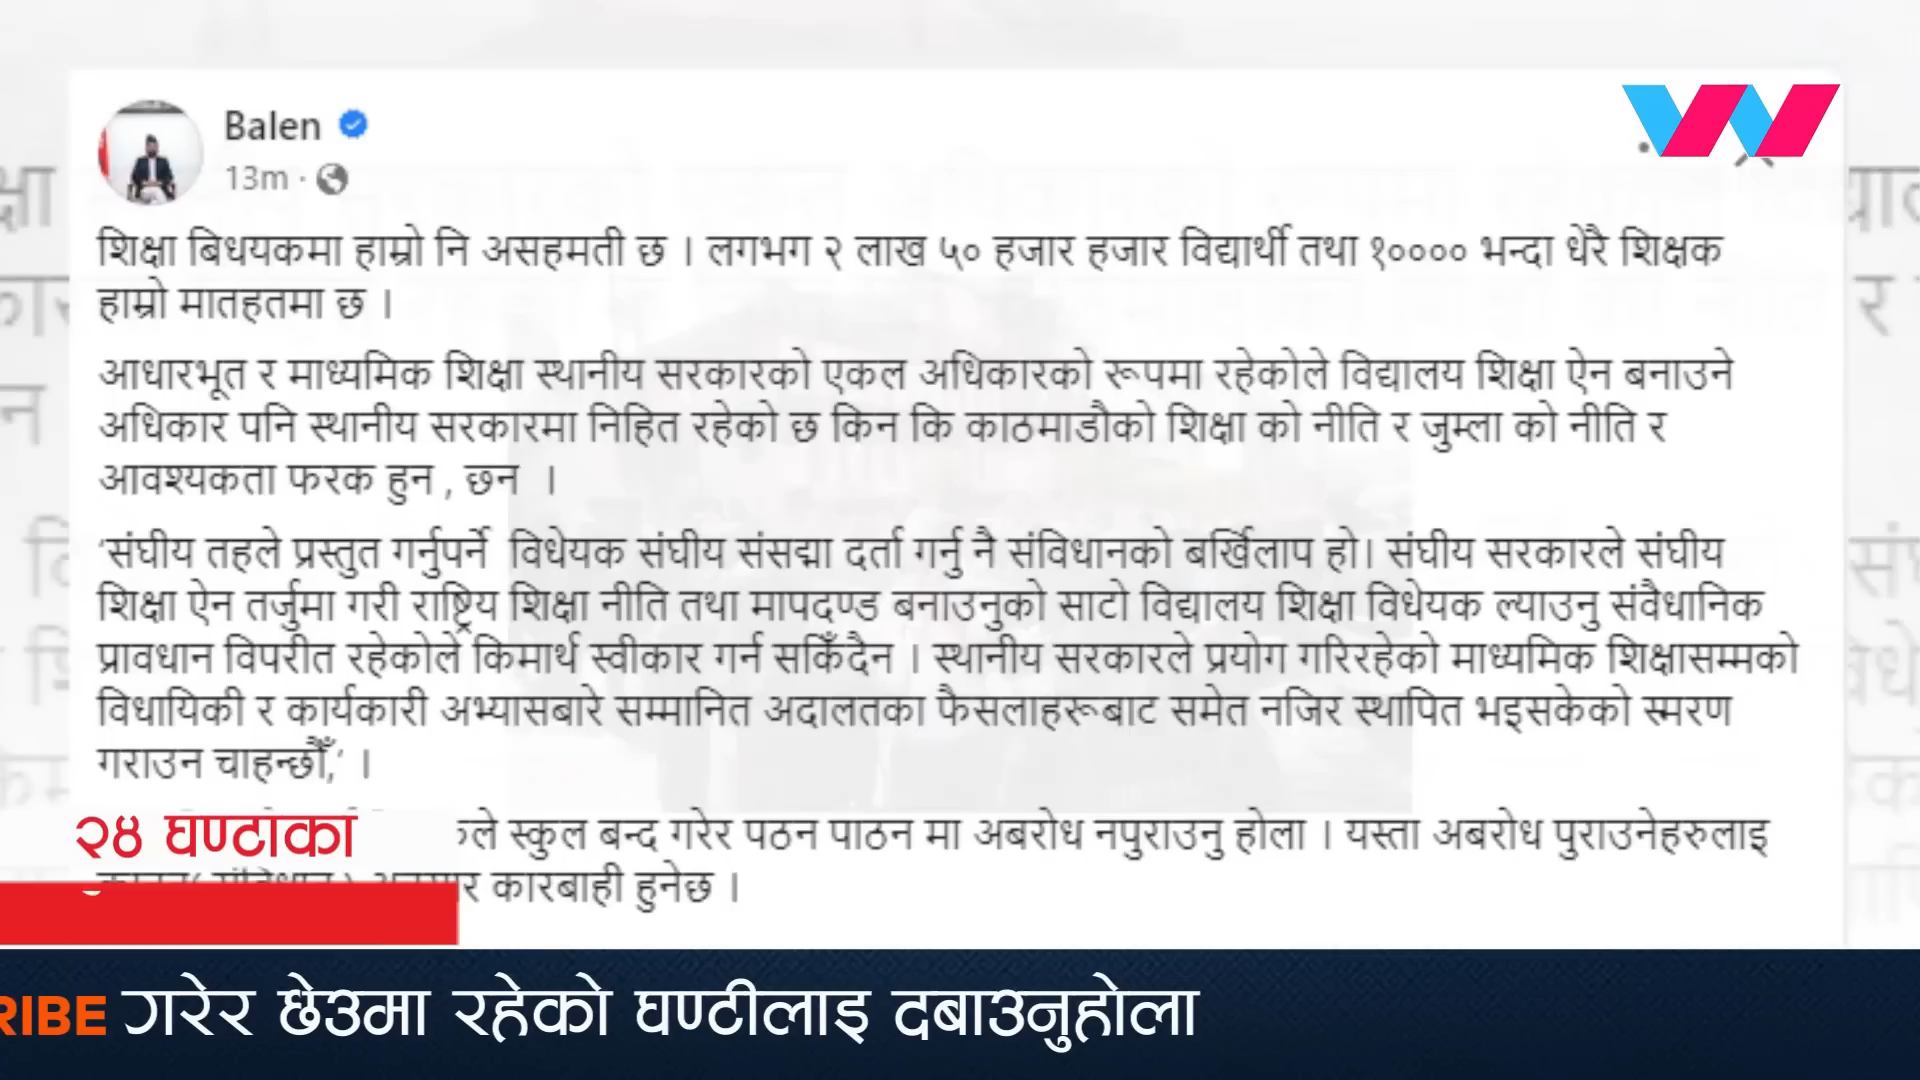 Balen
13m
शिक्षा बिधयकमा हाम्रो नि असहमती छ । लगभग २ लाख ५० हजार हजार विद्यार्थी तथा १०००० भन्दा धेरै शिक्षक
हाम्रो मातहतमा छ ।
आधारभूत र माध्यमिक शिक्षा स्थानीय सरकारको एकल अधिकारको रूपमा रहेकोले विद्यालय शिक्षा ऐन बनाउने
अधिकार पनि स्थानीय सरकारमा निहित रहेको छ किन कि काठमाडौको शिक्षा को नीति र जुम्ला को नीति र
आवश्यकता फरक हुन , छन ।
'संघीय तहले प्रस्तुत गर्नुपर्ने विधेयक संघीय संसद्मा दर्ता गर्नु नै संविधानको बर्खिलाप हो। संघीय सरकारले संघीय
शिक्षा ऐन तर्जुमा गरी राष्ट्रिय शिक्षा नीति तथा मापदण्ड बनाउनुको साटो विद्यालय शिक्षा विधेयक ल्याउनु संवैधानिक
प्रावधान विपरीत रहेकोले किमार्थ स्वीकार गर्न सकिँदैन । स्थानीय सरकारले प्रयोग गरिरहेको माध्यमिक शिक्षासम्मको
विधायिकी र कार्यकारी अभ्यासबारे सम्मानित अदालतका फैसलाहरूबाट समेत नजिर स्थापित भइसकेको स्मरण
गराउन चाहन्छौँ,' ।
स्कुल बन्द गरेर पठन पाठन मा अबरोध नपुराउनु होला । यस्ता अबरोध पुराउनेहरुलाइ
कारबाही हुनेछ ।
२४ घण्टाका
RIBE गरेर छेउमा रहेको घण्टीलाइ दबाउनुहोला